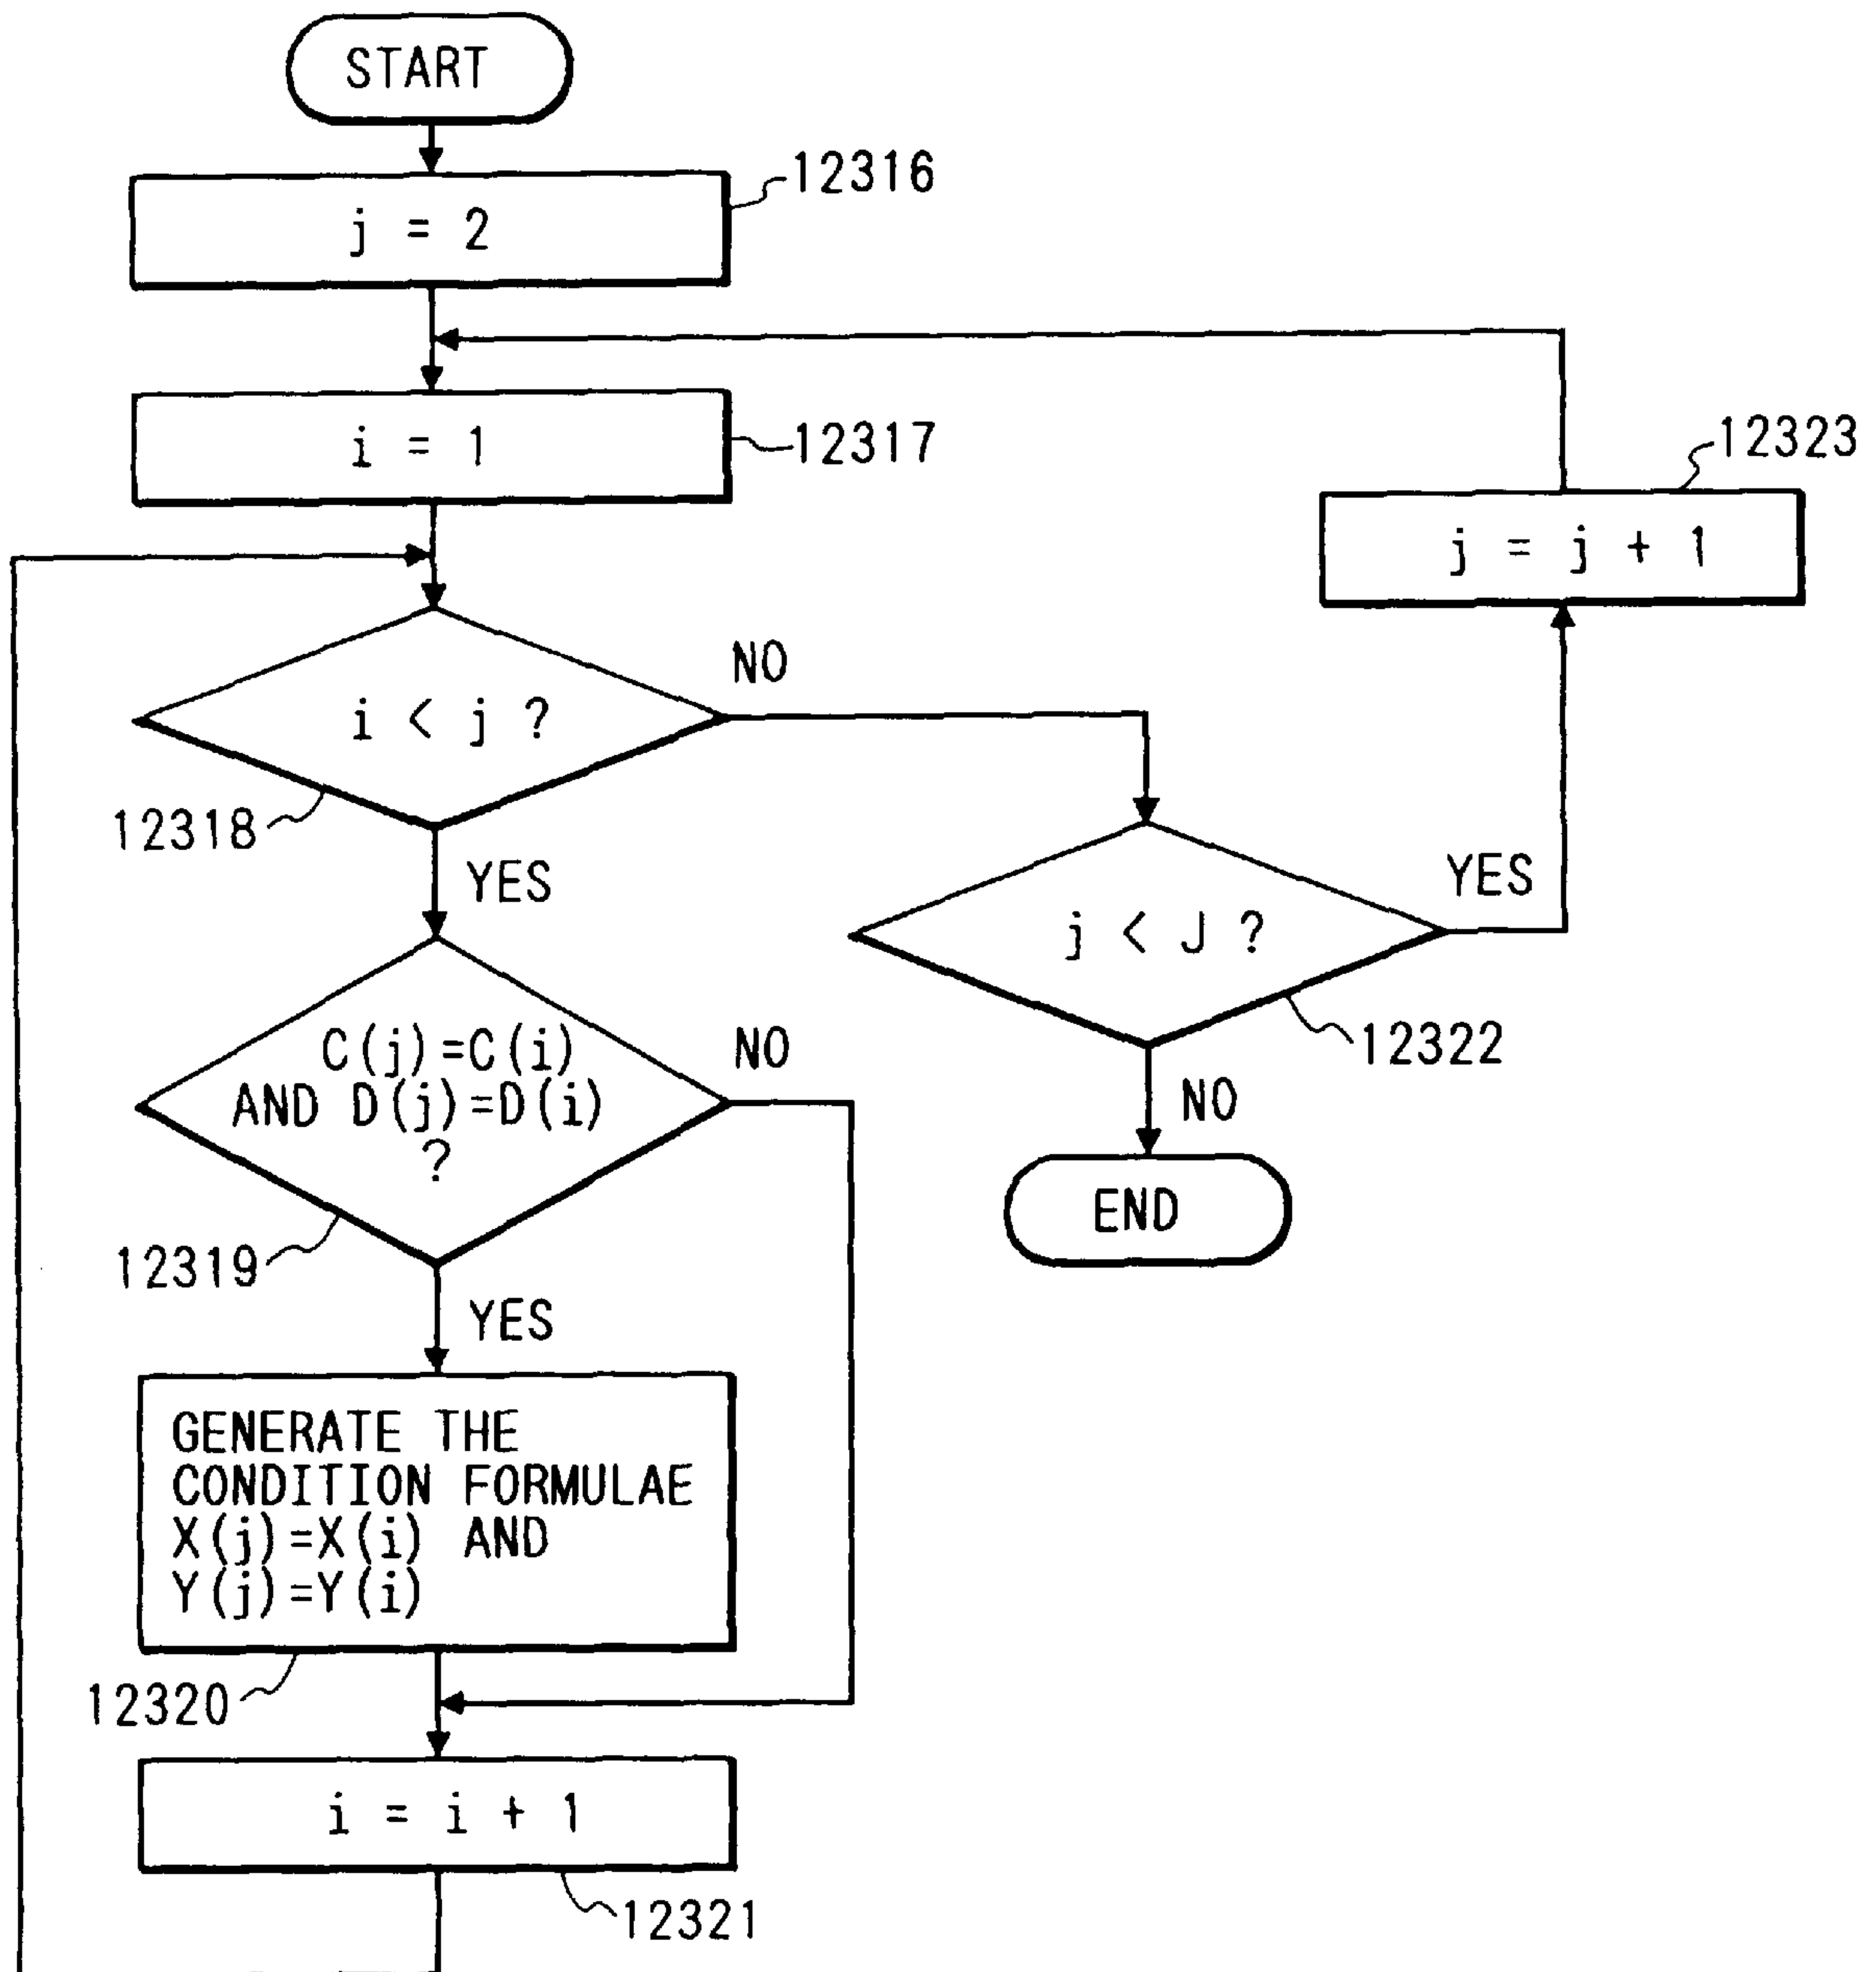 START
12316
j = 2
i = 1
12317
12323
j = j + 1
NO
i < j ?
12318
YES
YES
j < J ?
12322
C(j)=C(i)
AND D(j)=D(i)
?
NO
NO
END
12319
YES
GENERATE THE
CONDITION FORMULAE
X(j)=X(i) AND
Y(j)=Y(i)
12320
i = i + 1
12321